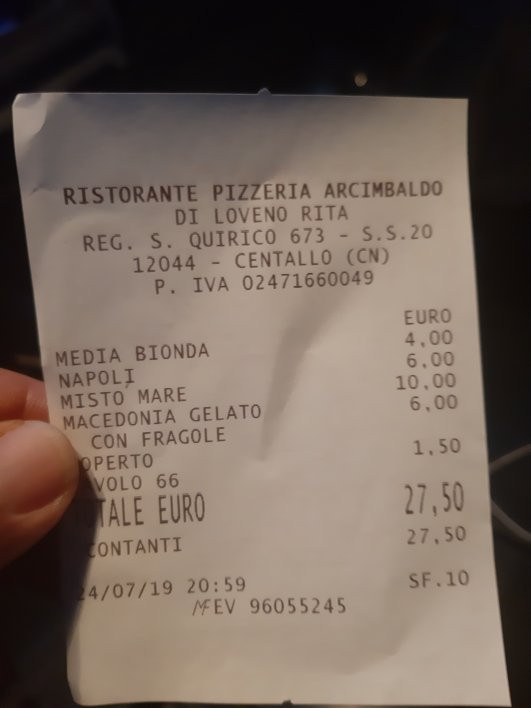 RISTORANTE PIZZERIA ARCIMBALDO
DI LOVENO RITA
REG. S. QUIRICO 673 - S.S.20
12044 - CENTALLO (CN)
P. IVA 02471660049
EURO
MEDIA BIONDA 4,00
NAPOLI 6,00
MISTO MARE 10,00
MACEDONIA GELATO 6,00
CON FRAGOLE
OPERTO 1,50
VOLO 66
TALE EURO 27,50
CONTANTI 27,50
24/07/19 20:59 SF.10
MFEV 96055245